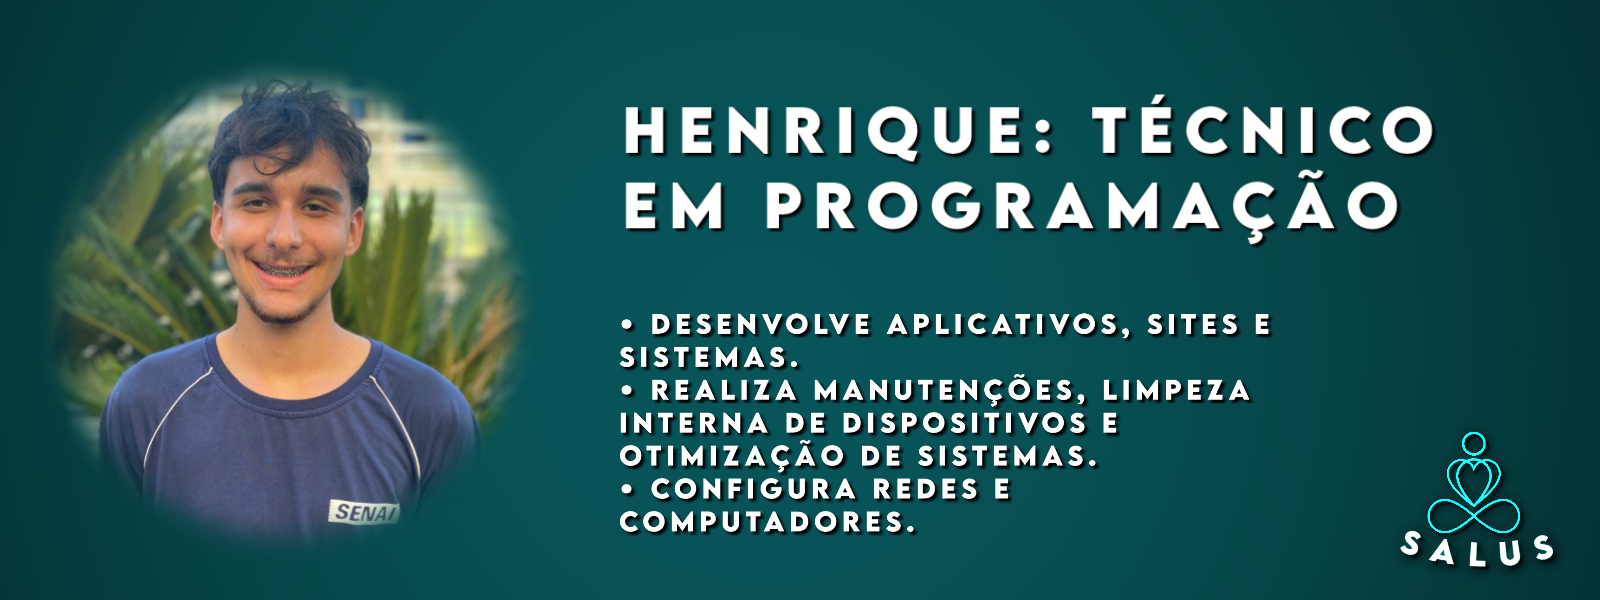 HENRIQUE: TÉCNICO
EM PROGRAMAÇÃO
• DESENVOLVE APLICATIVOS, SITES E
SISTEMAS.
• REALIZA MANUTENÇÕES, LIMPEZA
INTERNA DE DISPOSITIVOS E
OTIMIZAÇÃO DE SISTEMAS.
• CONFIGURA REDES E
COMPUTADORES.
SENAI
SALUS